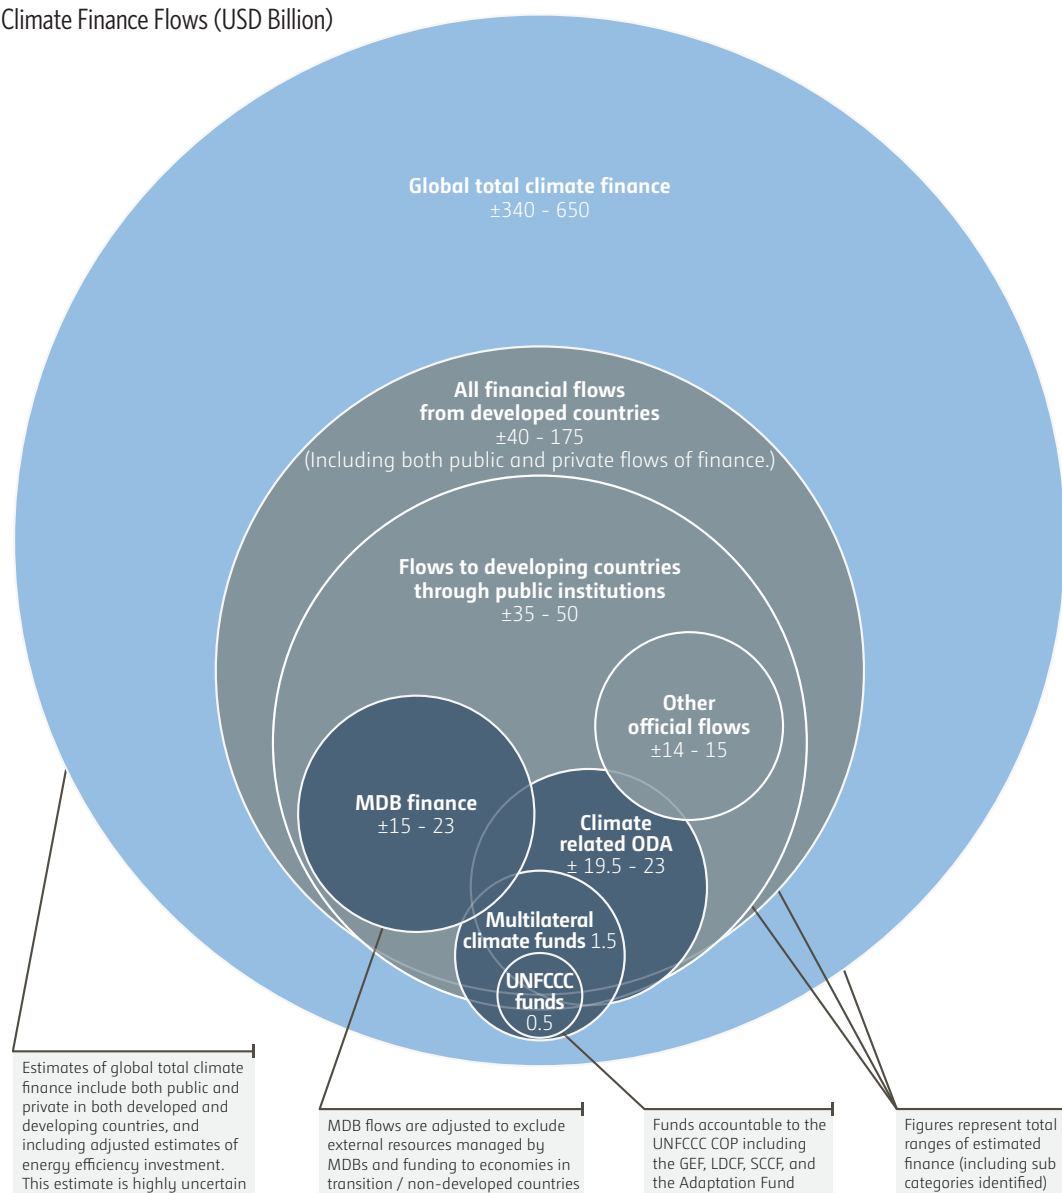 Climate Finance Flows (USD Billion)
Global total climate finance
±340 - 650
All financial flows
from developed countries
±40 - 175
(Including both public and private flows of finance.)
Flows to developing countries
through public institutions
±35 - 50
Other
official flows
±14 - 15
MDB finance
±15 - 23
Climate
related ODA
± 19.5 - 23
Multilateral
climate funds 1.5
UNFCCC
funds
0.5
Estimates of global total climate
finance include both public and
private in both developed and
developing countries, and
including adjusted estimates of
energy efficiency investment.
This estimate is highly uncertain
MDB flows are adjusted to exclude
external resources managed by
MDBs and funding to economies in
transition / non-developed countries
Funds accountable to the
UNFCCC COP including
the GEF, LDCF, SCCF, and
the Adaptation Fund
Figures represent total
ranges of estimated
finance (including sub
categories identified)